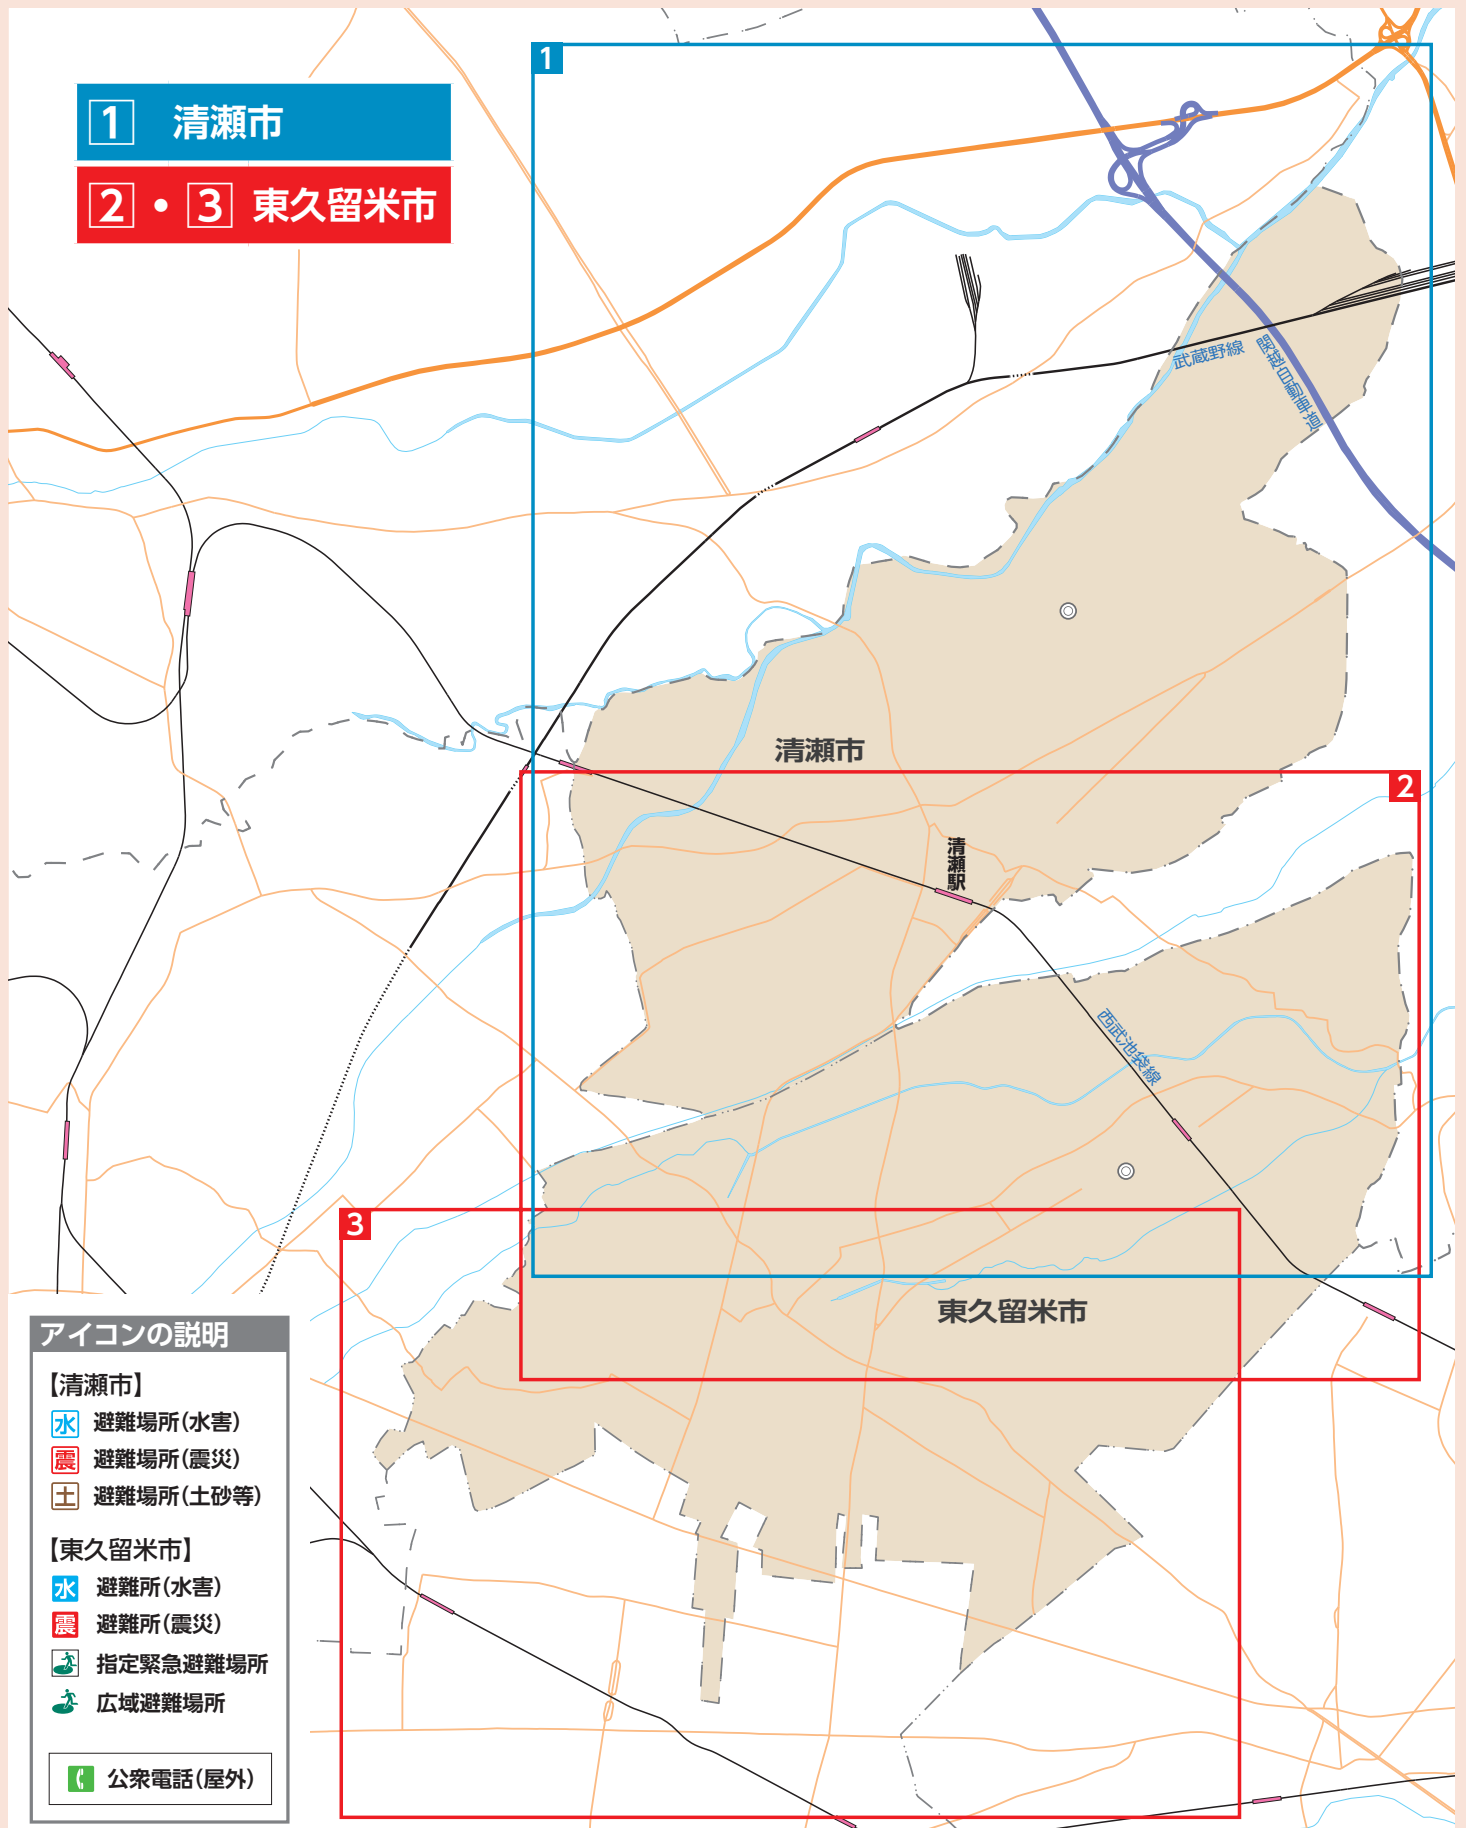 1 清瀬市
2・3 東久留米市
1
武蔵野線
関越自動車道
清瀬市
2
清瀬駅
西武池袋線
3
東久留米市
アイコンの説明
【清瀬市】
水 避難場所(水害)
震 避難場所(震災)
土 避難場所(土砂等)
【東久留米市】
水 避難所(水害)
震 避難所(震災)
指定緊急避難場所
広域避難場所
公衆電話(屋外)